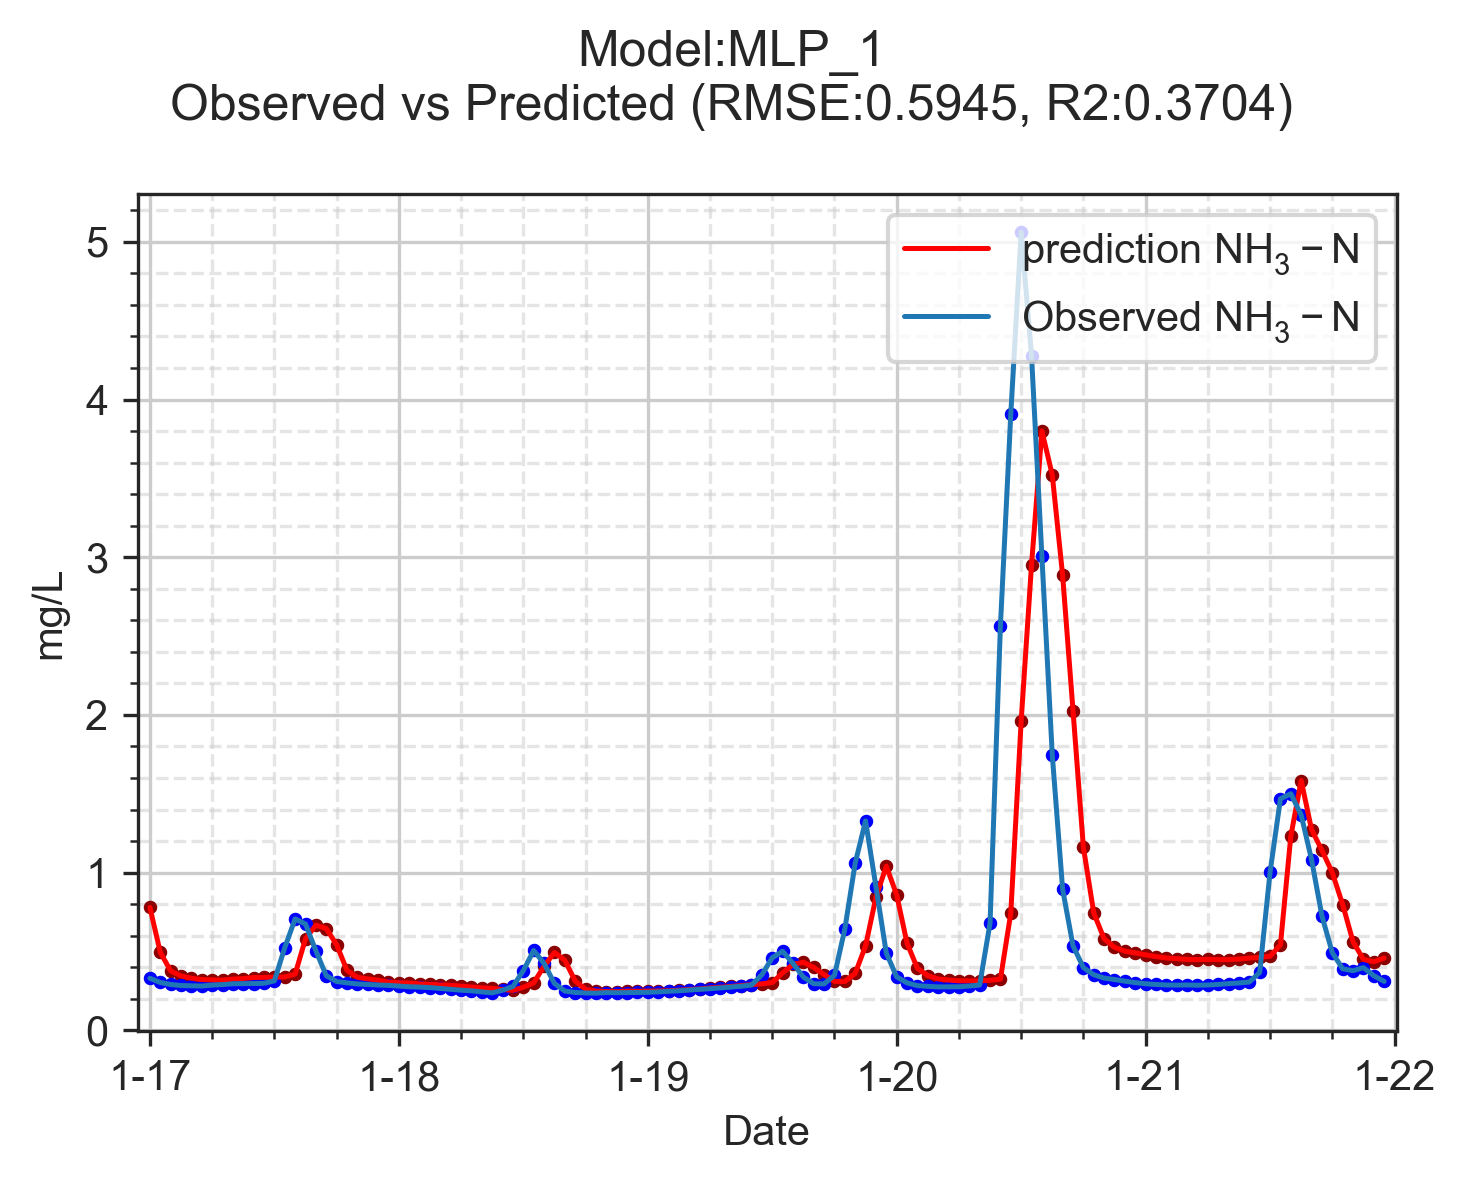 Model:MLP_1
Observed vs Predicted (RMSE:0.5945, R2:0.3704)
prediction NH₃ − N
Observed NH₃ − N
5
4
3
2
1
0
mg/L
1-17 1-18 1-19 1-20 1-21 1-22
Date